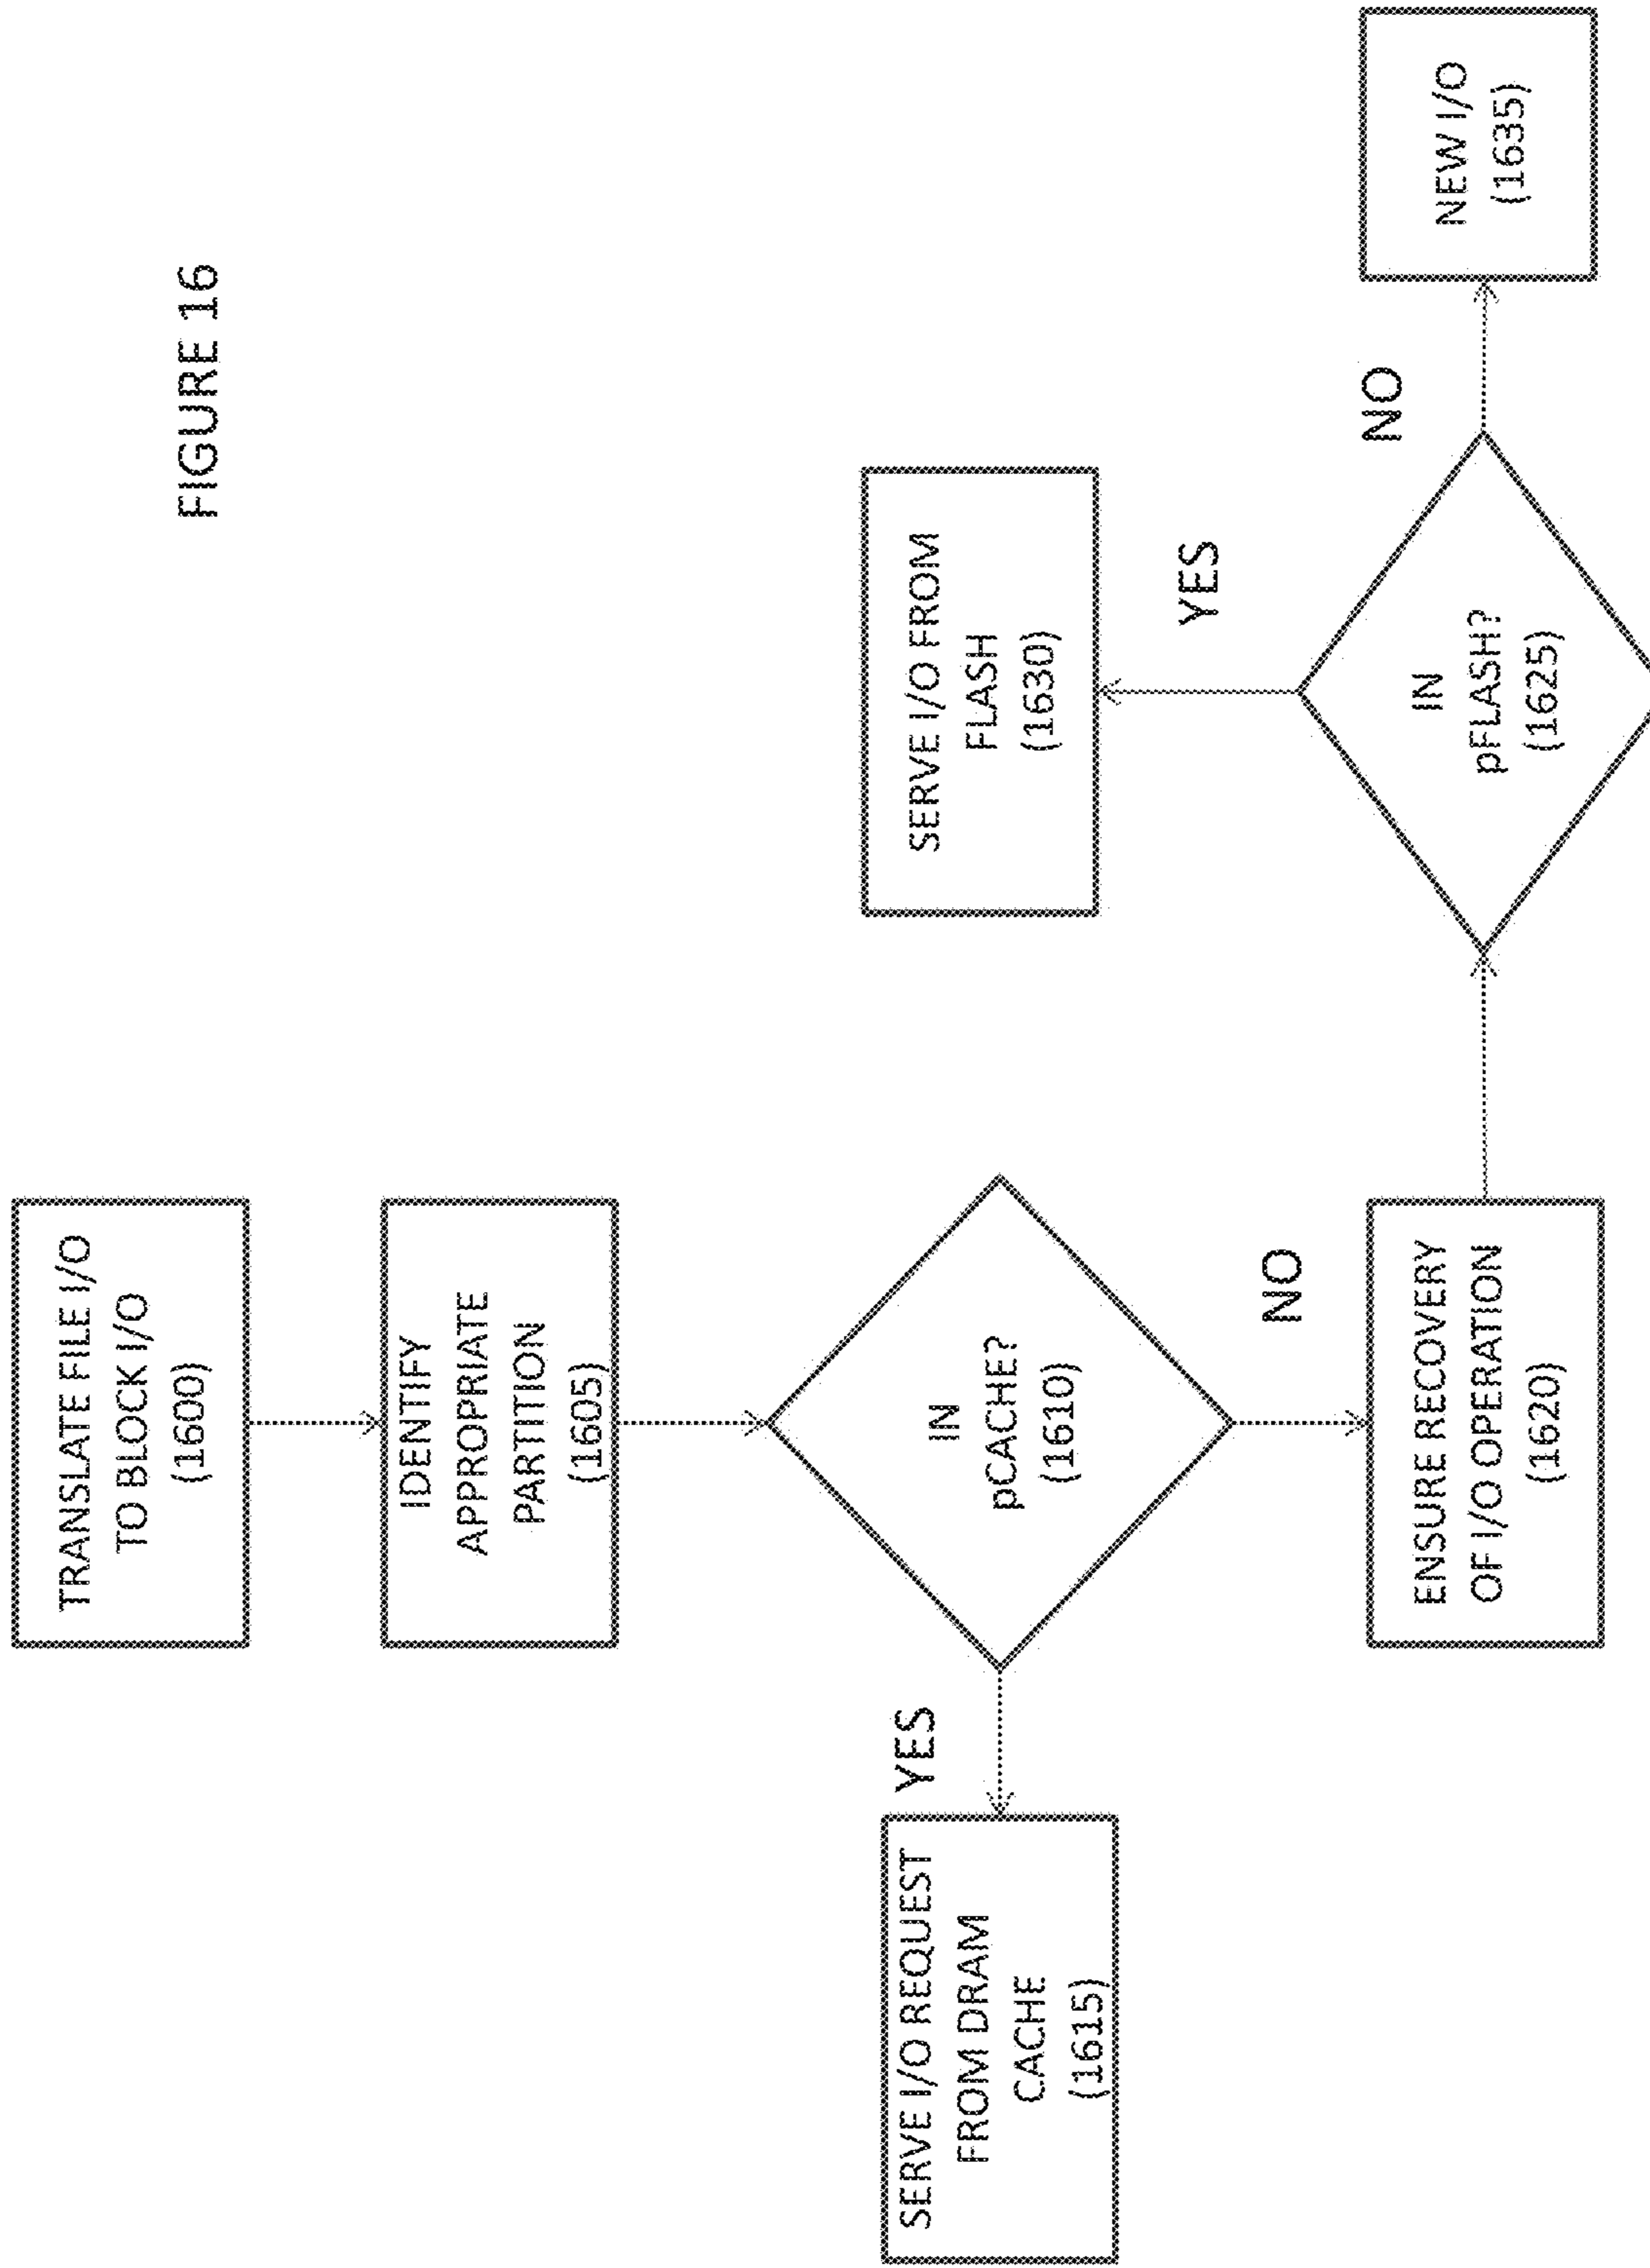 FIGURE 16
TRANSLATE FILE I/O
TO BLOCK I/O
(1600)
IDENTIFY
APPROPRIATE
PARTITION
(1605)
IN
pCACHE?
(1610)
YES
SERVE I/O REQUEST
FROM DRAM
CACHE
(1615)
NO
ENSURE RECOVERY
OF I/O OPERATION
(1620)
IN
pFLASH?
(1625)
YES
SERVE I/O FROM
FLASH
(1630)
NO
NEW I/O
(1635)